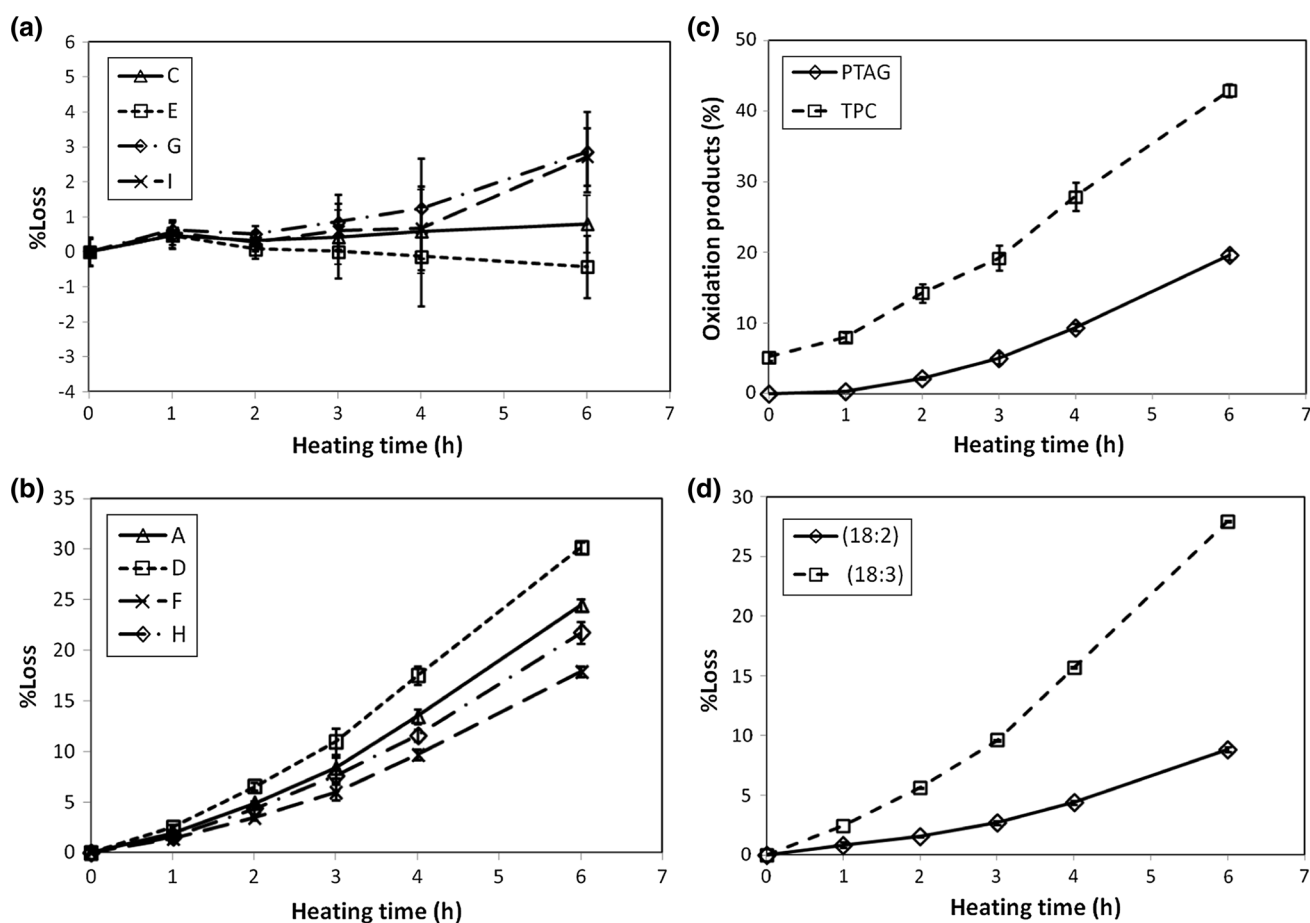 (a)
6
5
4
3
2
1
0
-1
-2
-3
-4
%Loss
C
E
G
I
0 1 2 3 4 5 6 7
Heating time (h)
(b)
35
30
25
20
15
10
5
0
%Loss
A
D
F
H
0 1 2 3 4 5 6 7
Heating time (h)
(c)
50
40
30
20
10
0
Oxidation products (%)
PTAG
TPC
0 1 2 3 4 5 6 7
Heating time (h)
(d)
30
25
20
15
10
5
0
%Loss
(18:2)
(18:3)
0 1 2 3 4 5 6 7
Heating time (h)